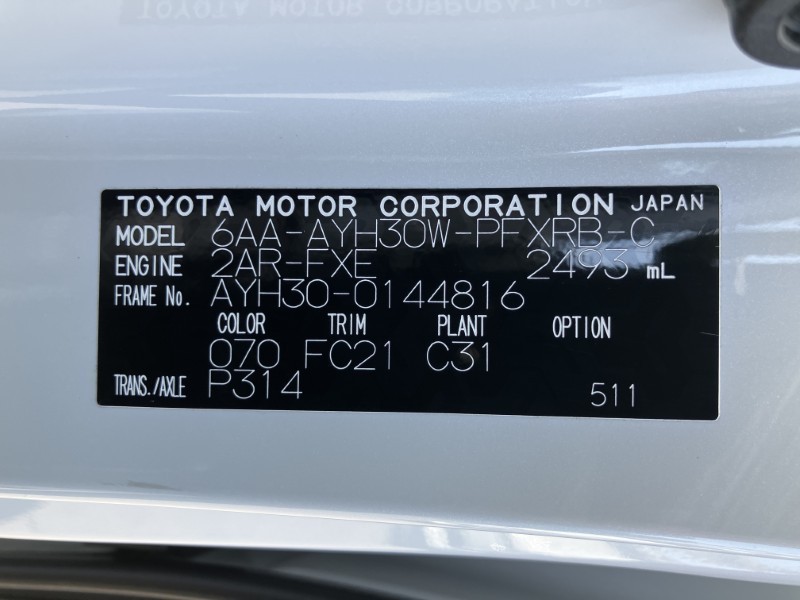 TOYOTA MOTOR CORPORATION JAPAN
MODEL 6AA-AYH30W-PFXRB-C
ENGINE 2AR-FXE 2493 mL
FRAME No. AYH30-0144816
COLOR TRIM PLANT OPTION
070 FC21 C31
TRANS./AXLE P314 511